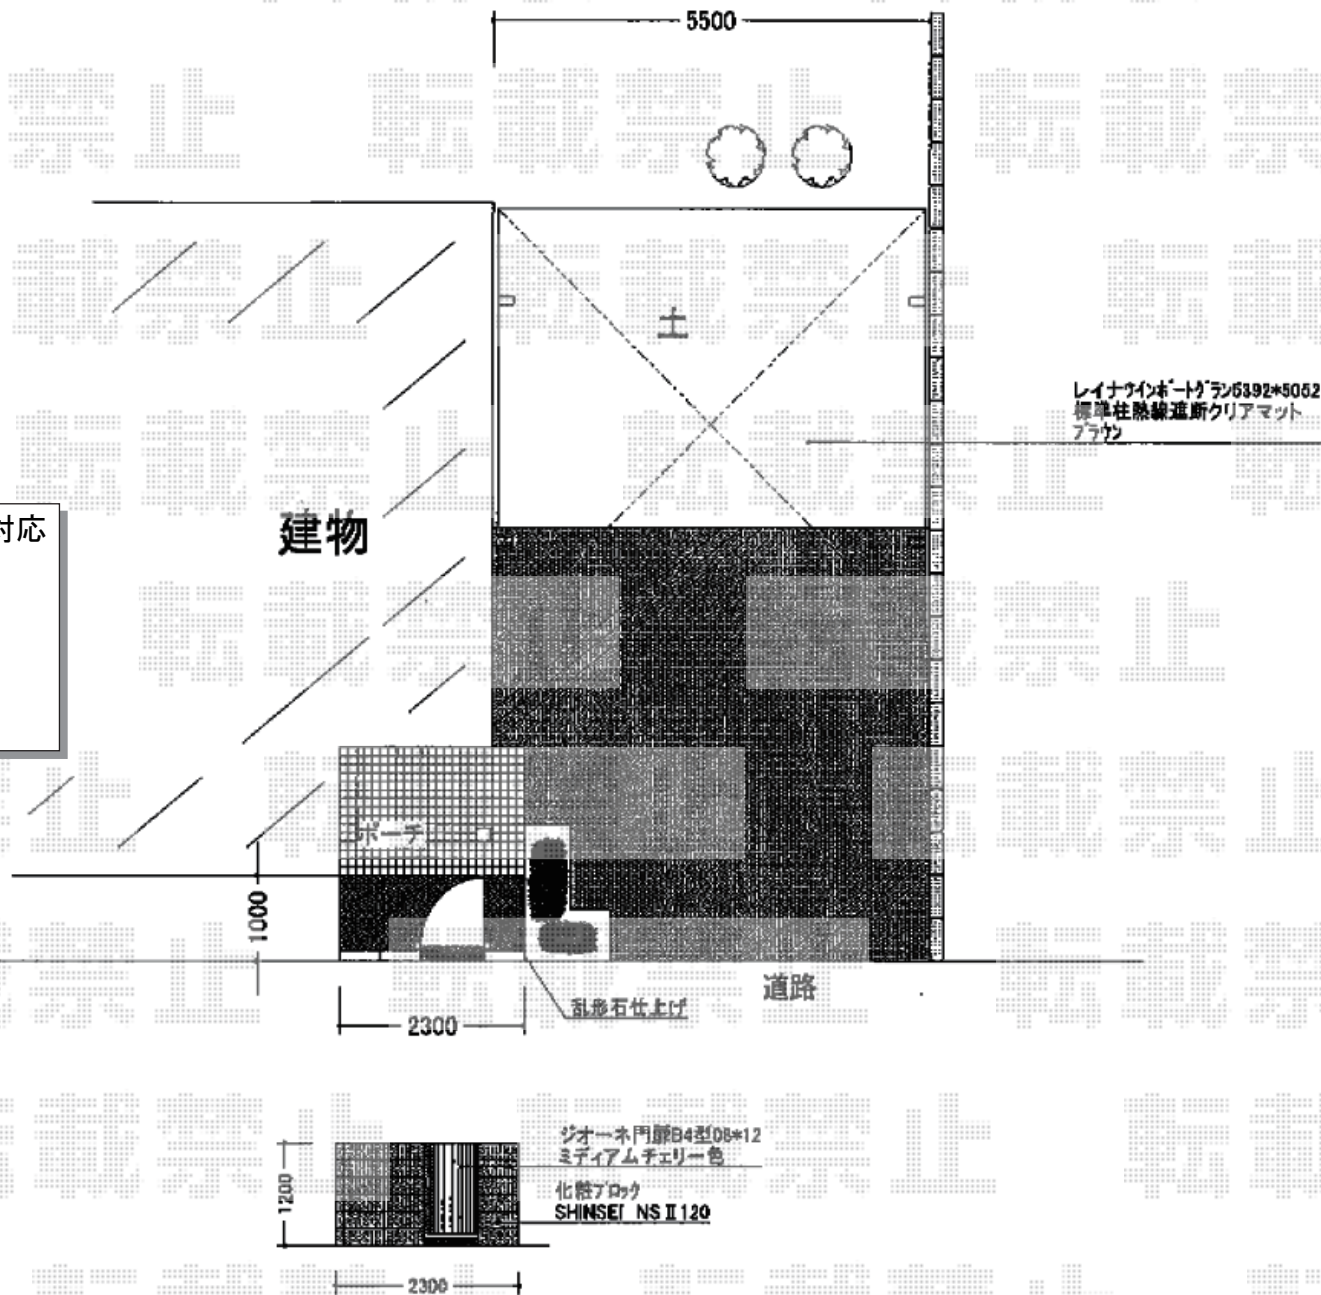 5500
土
レイナツインポートグラン5392*5052
標準柱熱線遮断クリアマット
ブラウン
対応
建物
ポーチ
1000
道路
乱形石仕上げ
2300
ジオーネ門扉B4型08*12
ミディアムチェリー色
化粧ブロック
SHINSEI NSⅡ120
1200
2300
転載禁止